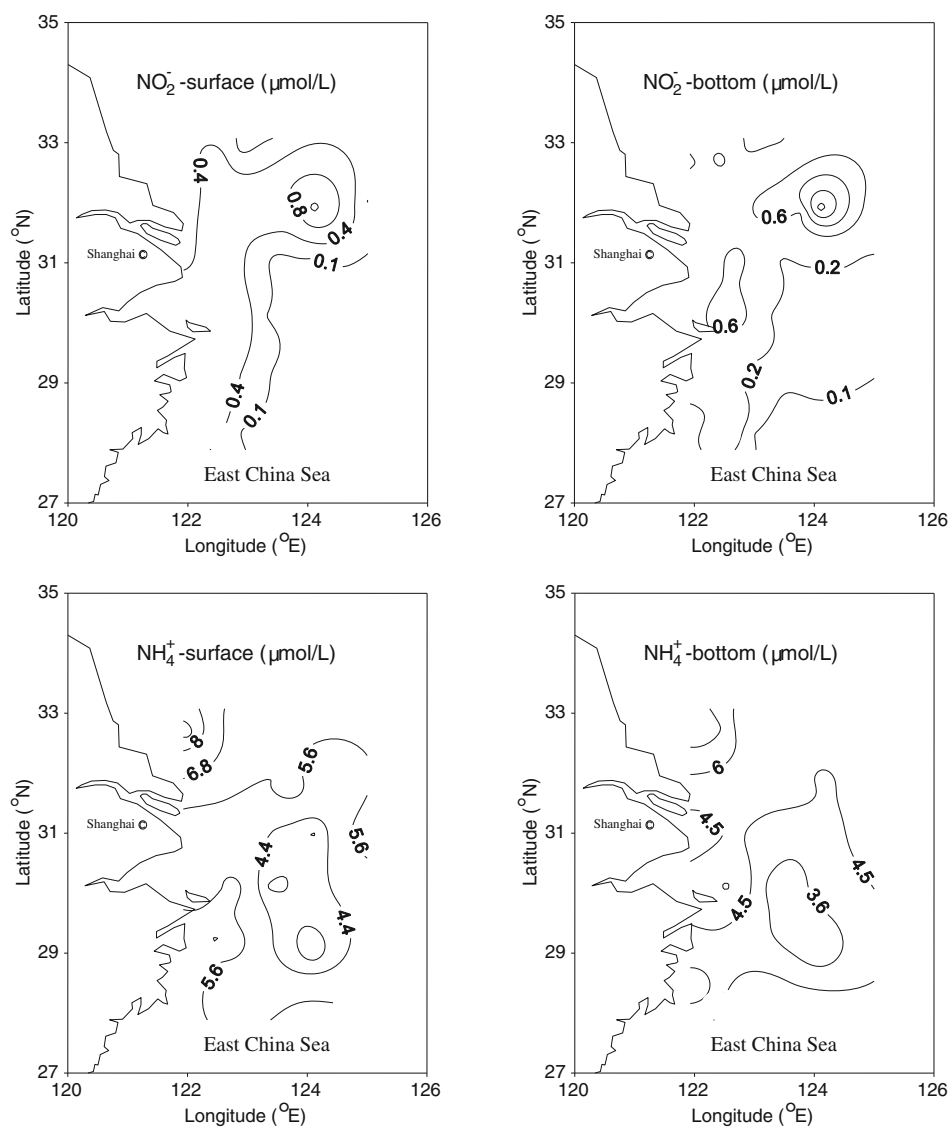 35
NO₂⁻-surface (µmol/L)
33
0.4
0.8
0.4
Shanghai ©
31
0.1
Latitude (°N)
29
0.4
0.1
East China Sea
27
120 122 124 126
Longitude (°E)
35
NO₂⁻-bottom (µmol/L)
33
0.6
Shanghai ©
31
0.2
0.6
Latitude (°N)
29
0.2
0.1
East China Sea
27
120 122 124 126
Longitude (°E)
35
NH₄⁺-surface (µmol/L)
33
8
6.8
5.6
Shanghai ©
31
5.6
4.4
Latitude (°N)
4.4
29
5.6
East China Sea
27
120 122 124 126
Longitude (°E)
35
NH₄⁺-bottom (µmol/L)
33
6
Shanghai ©
4.5
31
4.5
Latitude (°N)
4.5
3.6
29
East China Sea
27
120 122 124 126
Longitude (°E)